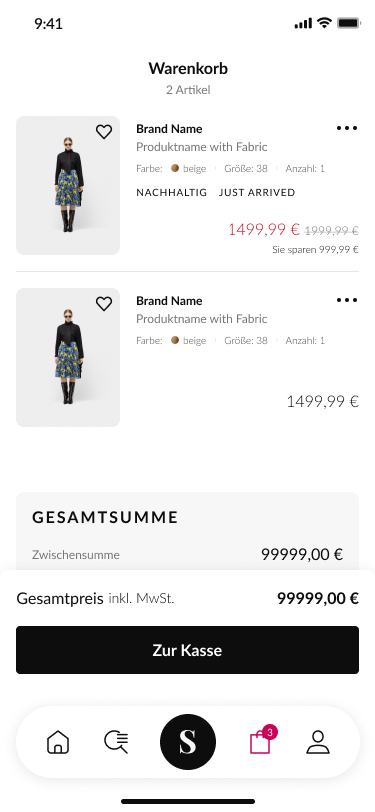 9:41
Warenkorb
2 Artikel
Brand Name
Produktname with Fabric
Farbe: beige Größe: 38 Anzahl: 1
NACHHALTIG JUST ARRIVED
1499,99 € 1999,99 €
Sie sparen 999,99 €
Brand Name
Produktname with Fabric
Farbe: beige Größe: 38 Anzahl: 1
1499,99 €
GESAMTSUMME
Zwischensumme 99999,00 €
Gesamtpreis inkl. MwSt. 99999,00 €
Zur Kasse
S
3